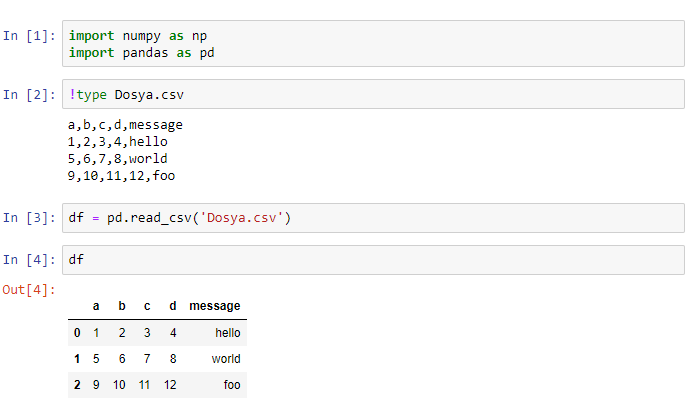 In [1]: import numpy as np
import pandas as pd
In [2]: !type Dosya.csv
a,b,c,d,message
1,2,3,4,hello
5,6,7,8,world
9,10,11,12,foo
In [3]: df = pd.read_csv('Dosya.csv')
In [4]: df
Out[4]:
a b c d message
0 1 2 3 4 hello
1 5 6 7 8 world
2 9 10 11 12 foo